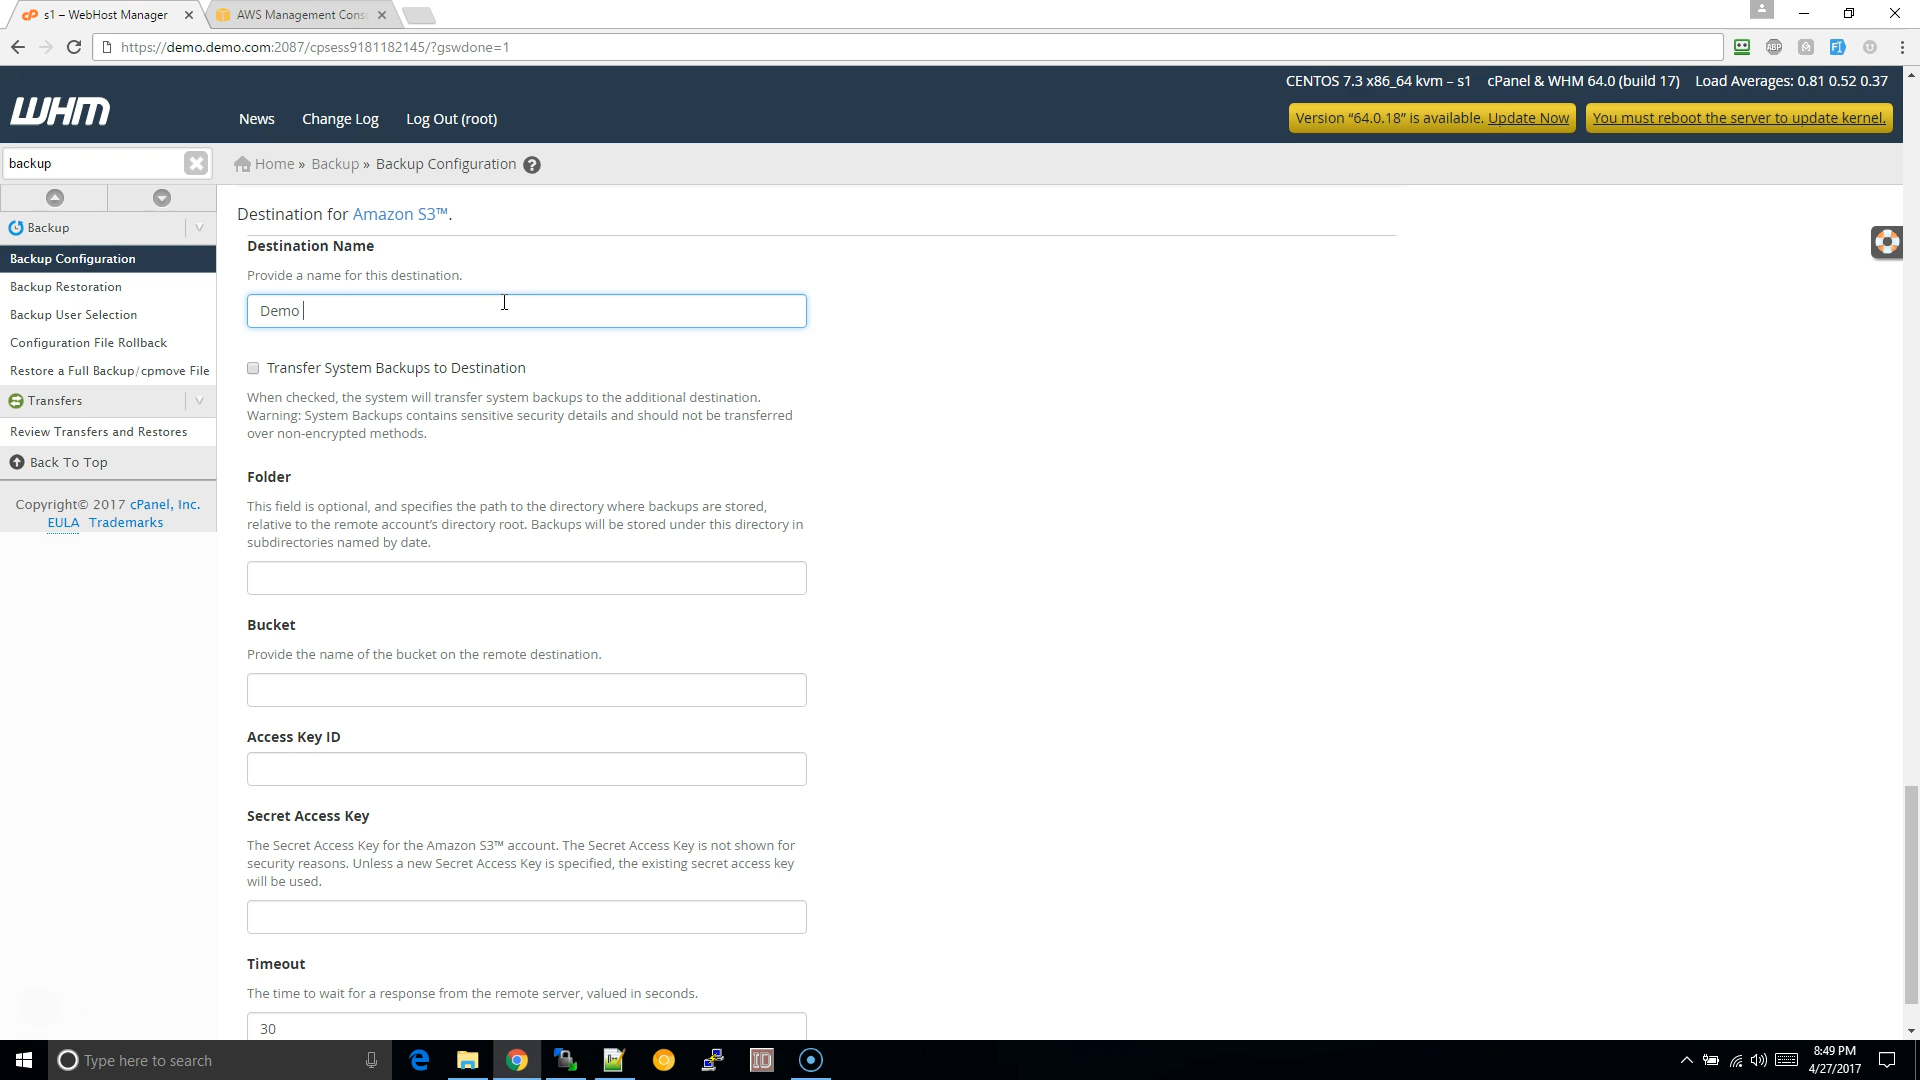 s1 – WebHost Manager
AWS Management Cons
https://demo.demo.com:2087/cpsess9181182145/?gswdone=1
ABP
CENTOS 7.3 x86_64 kvm – s1 cPanel & WHM 64.0 (build 17) Load Averages: 0.81 0.52 0.37
WHM
News Change Log Log Out (root)
Version “64.0.18” is available. Update Now
You must reboot the server to update kernel.
backup
Home » Backup » Backup Configuration
Backup
Backup Configuration
Backup Restoration
Backup User Selection
Configuration File Rollback
Restore a Full Backup/cpmove File
Transfers
Review Transfers and Restores
Back To Top
Copyright© 2017 cPanel, Inc.
EULA Trademarks
Destination for Amazon S3™.
Destination Name
Provide a name for this destination.
Demo
Transfer System Backups to Destination
When checked, the system will transfer system backups to the additional destination.
Warning: System Backups contains sensitive security details and should not be transferred
over non-encrypted methods.
Folder
This field is optional, and specifies the path to the directory where backups are stored,
relative to the remote account’s directory root. Backups will be stored under this directory in
subdirectories named by date.
Bucket
Provide the name of the bucket on the remote destination.
Access Key ID
Secret Access Key
The Secret Access Key for the Amazon S3™ account. The Secret Access Key is not shown for
security reasons. Unless a new Secret Access Key is specified, the existing secret access key
will be used.
Timeout
The time to wait for a response from the remote server, valued in seconds.
30
Type here to search
8:49 PM
4/27/2017